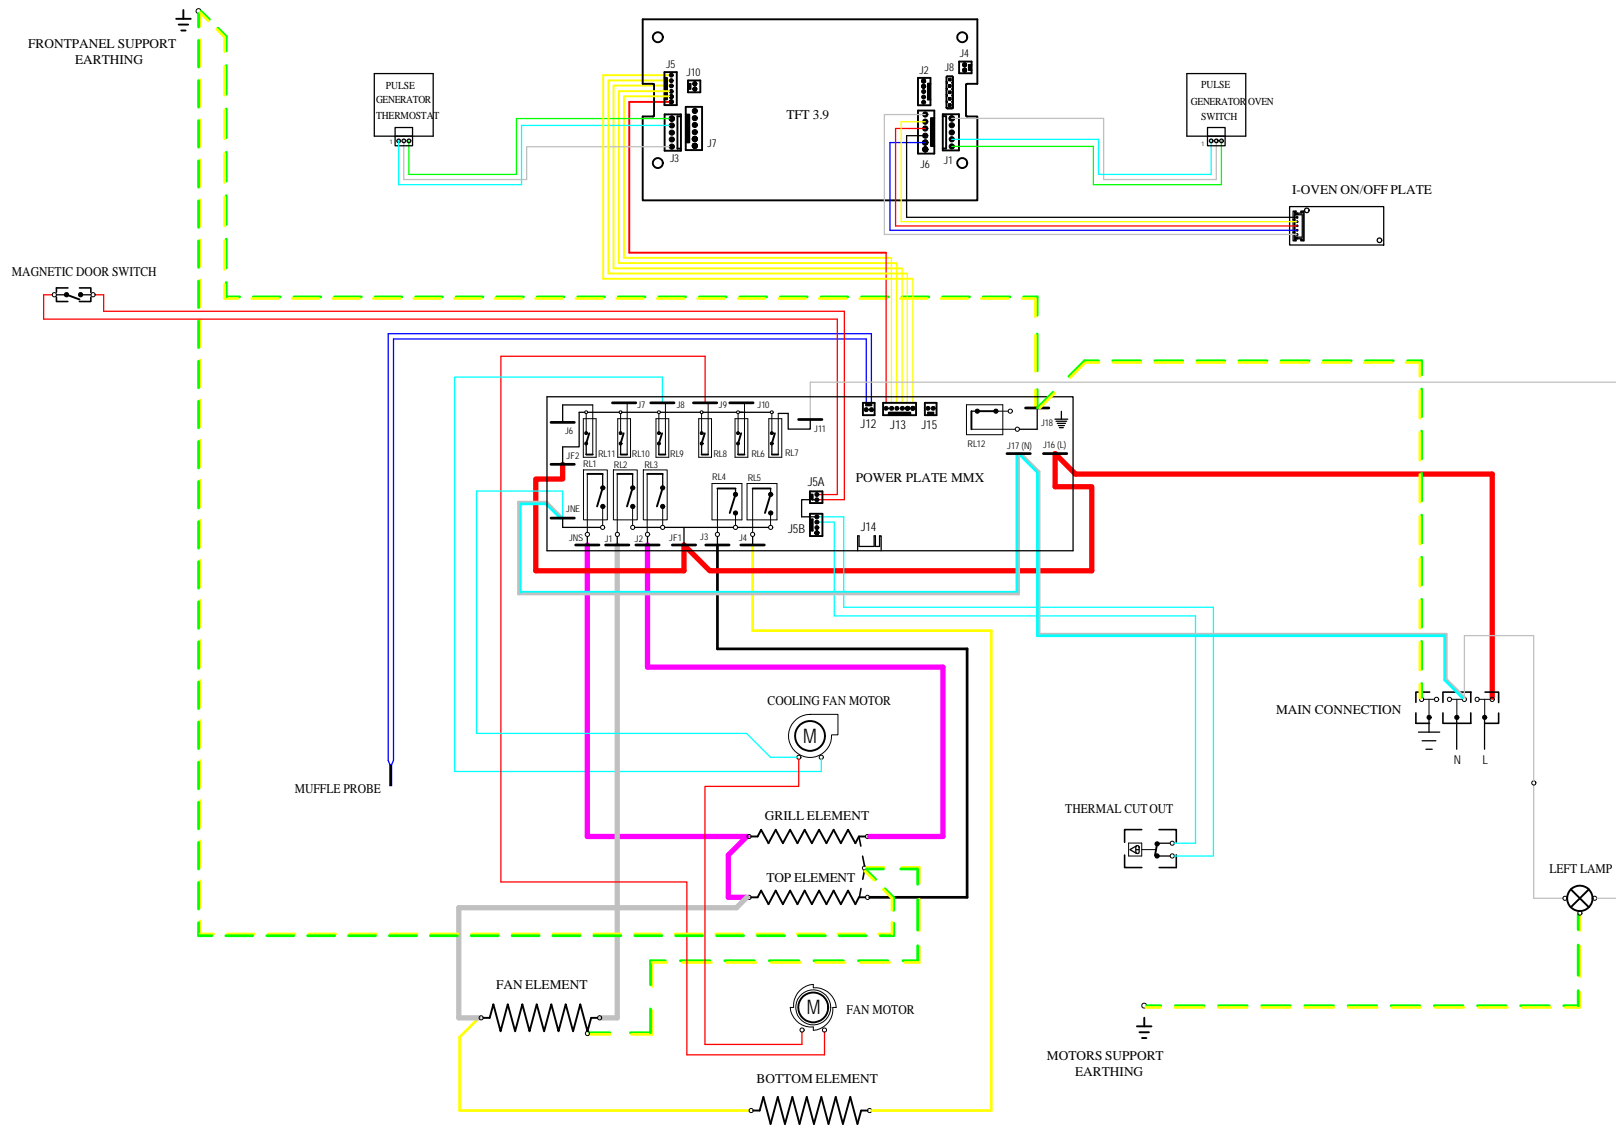 FRONTPANEL SUPPORT
EARTHING
PULSE
GENERATOR
THERMOSTAT
1
J5
J10
J3
J7
TFT 3.9
J4
J8
J2
J6
J1
PULSE
GENERATOR OVEN
SWITCH
1
I-OVEN ON/OFF PLATE
MAGNETIC DOOR SWITCH
J6
J7
J8
J9
J10
J11
J12
J13
J15
RL12
J18
J17 (N)
J16 (L)
JF2
RL11
RL10
RL9
RL8
RL6
RL7
RL1
RL2
RL3
RL4
RL5
POWER PLATE MMX
J5A
J5B
J14
JNE
JNS
J1
J2
JF1
J3
J4
COOLING FAN MOTOR
M
MAIN CONNECTION
N
L
MUFFLE PROBE
GRILL ELEMENT
THERMAL CUT OUT
TOP ELEMENT
LEFT LAMP
FAN ELEMENT
M
FAN MOTOR
MOTORS SUPPORT
EARTHING
BOTTOM ELEMENT